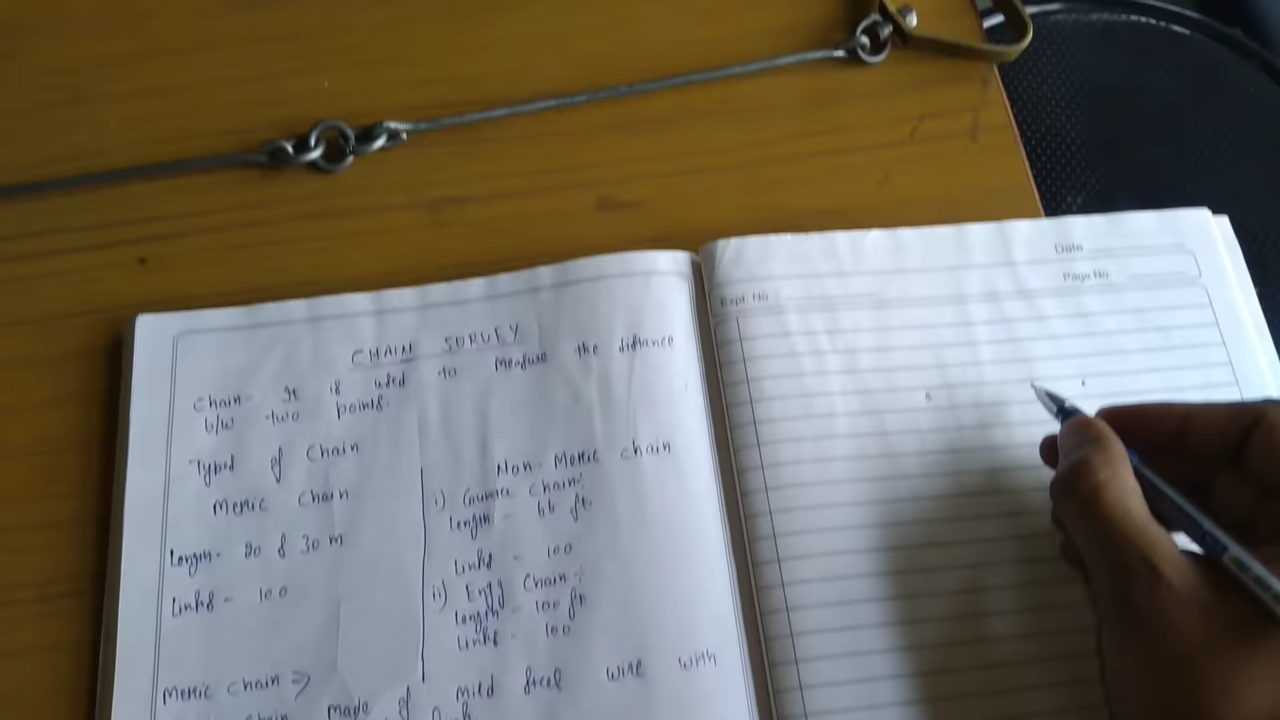 CHAIN SURVEY
Chain - It is used to measure the distance
b/w two points.
Types of Chain
Metric Chain
Length - 20 & 30 m
Links - 100
Non-Metric chain
i) Gunter Chain:
Length - 66 ft.
Links - 100
ii) Engg Chain:-
Length - 100 ft
Links - 100
Metric Chain ⇒
Chain made of mild steel wire with
Date
Page No
Expt. No